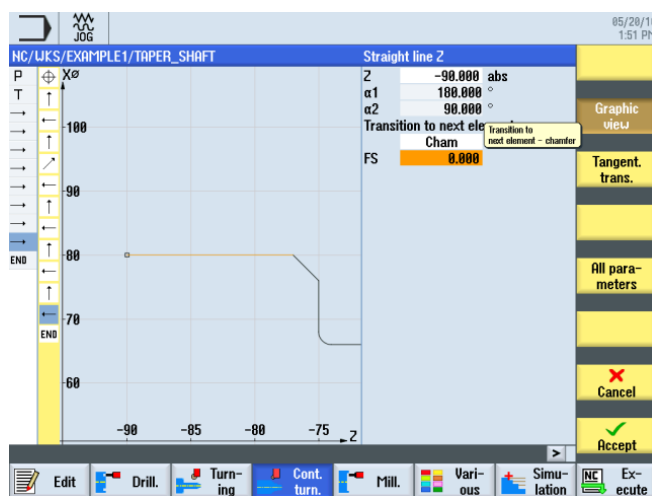 JOG
05/20/1
1:51 PM
NC/WKS/EXAMPLE1/TAPER_SHAFT
Straight line Z
P
T
END
END
XØ
-100
-90
-80
-70
-60
-90
-85
-80
-75
Z
Z -90.000 abs
α1 180.000 °
α2 90.000 °
Transition to next element
Transition to
next element - chamfer
Cham
FS 0.000
Graphic
view
Tangent.
trans.
All para-
meters
Cancel
Accept
>
Edit
Drill.
Turn-
ing
Cont.
turn.
Mill.
Vari-
ous
Simu-
lation
NC
Ex-
ecute